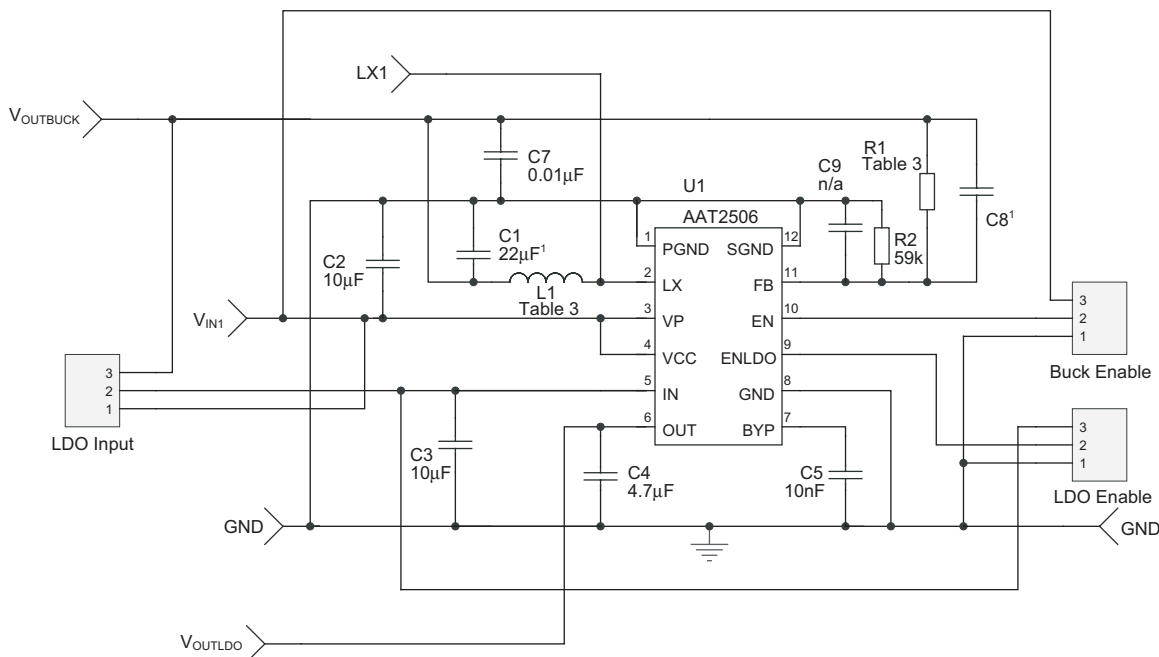 LX1
VOUTBUCK
C7
0.01µF
C9
n/a
R1
Table 3
U1
AAT2506
C8¹
C1
22µF¹
C2
10µF
R2
59k
1
PGND
SGND
12
2
LX
FB
11
L1
Table 3
VIN1
3
VP
EN
10
4
VCC
ENLDO
9
5
IN
GND
8
6
OUT
BYP
7
3
2
1
Buck Enable
3
2
1
LDO Input
3
2
1
LDO Enable
C3
10µF
C4
4.7µF
C5
10nF
GND
GND
VOUTLDO